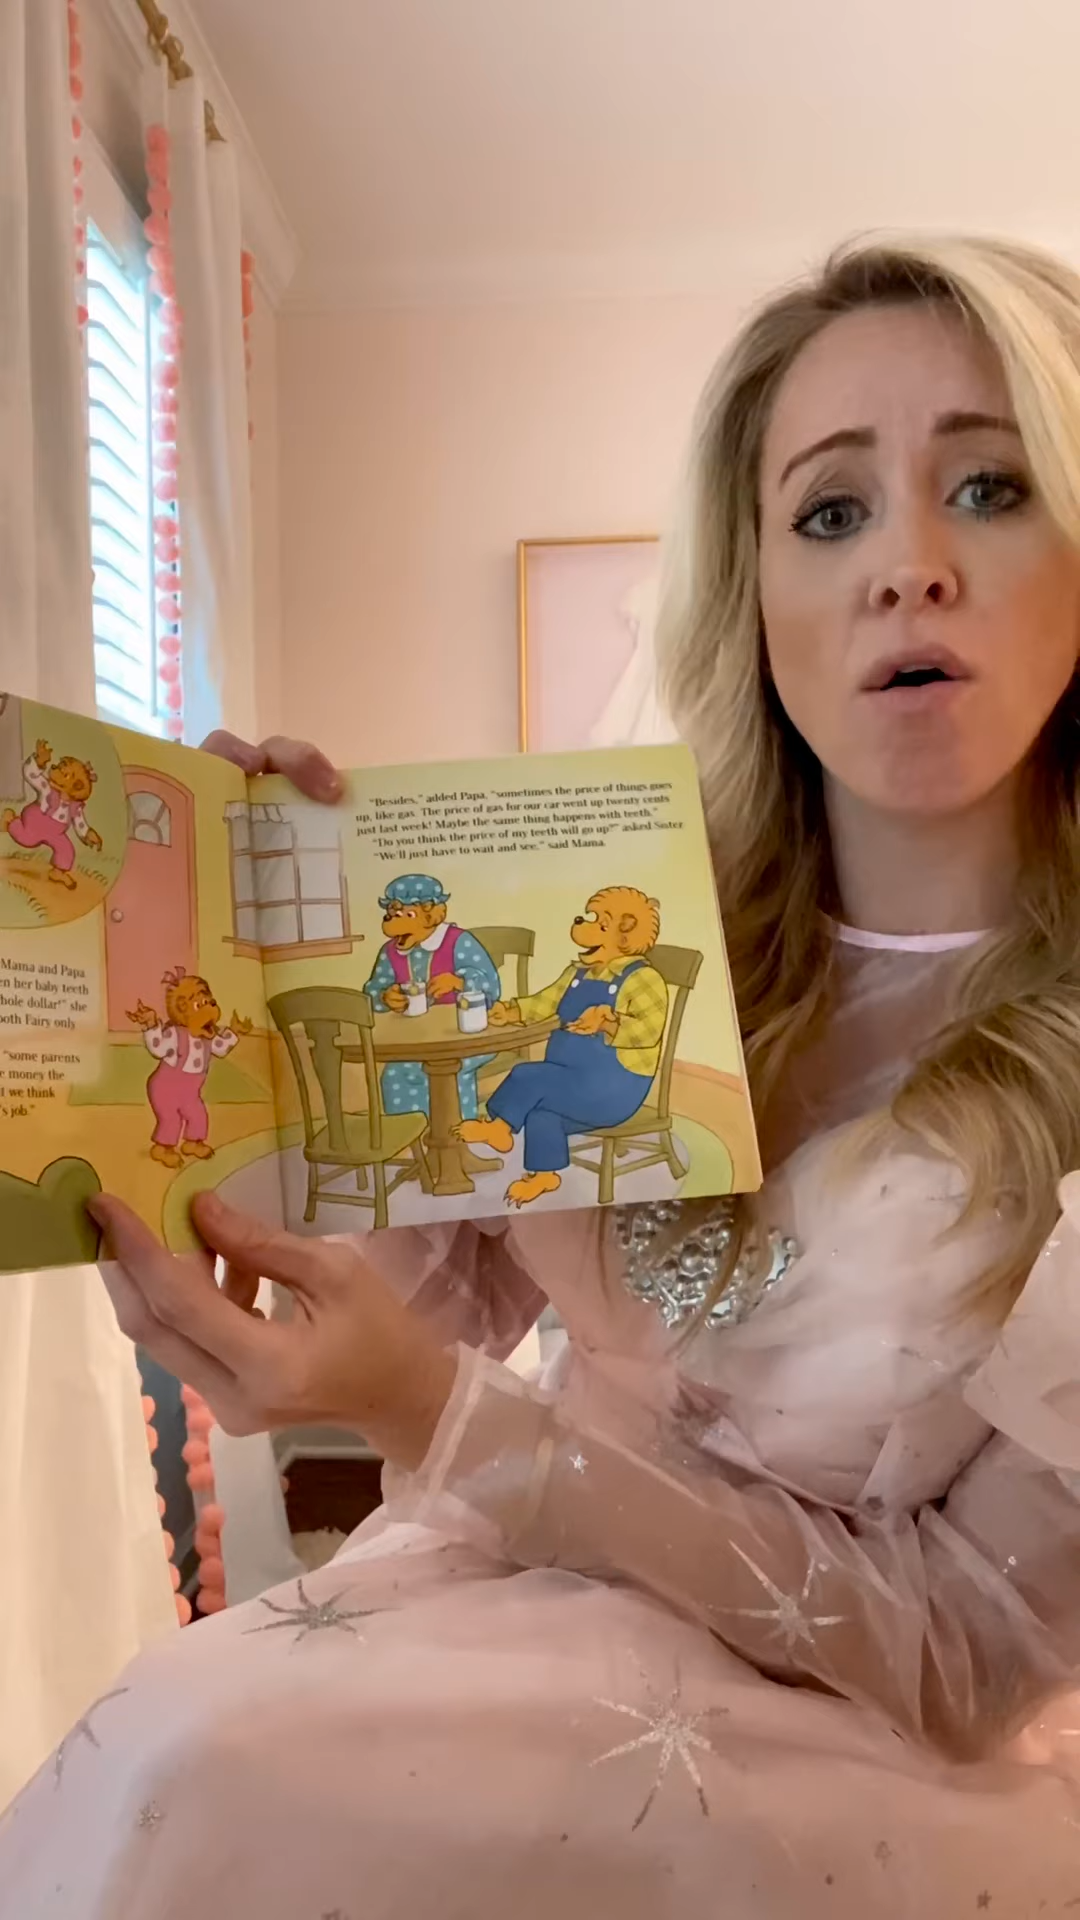 Mama and Papa
en her baby teeth
hole dollar!" she
ooth Fairy only
"some parents
e money the
t we think
's job."
"Besides," added Papa, "sometimes the price of things goes
up, like gas. The price of gas for our car went up twenty cents
just last week! Maybe the same thing happens with teeth."
"Do you think the price of my teeth will go up?" asked Sister
"We'll just have to wait and see," said Mama.